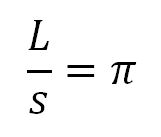 L/s = π